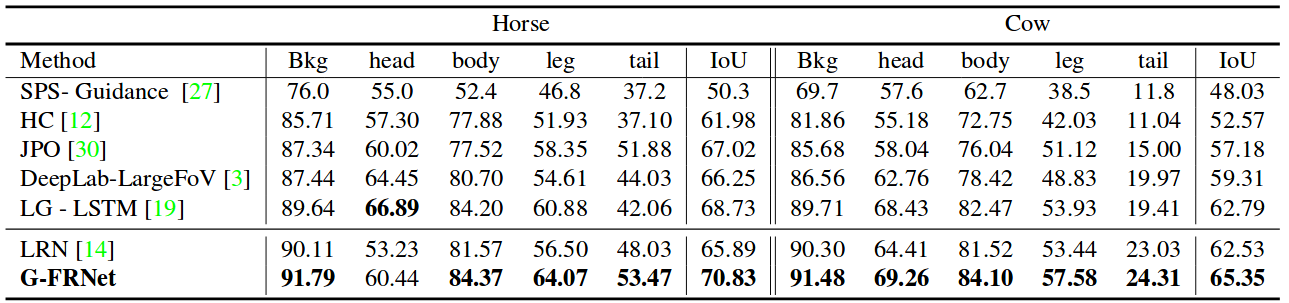 Horse Cow
Method Bkg head body leg tail IoU Bkg head body leg tail IoU
SPS- Guidance [27] 76.0 55.0 52.4 46.8 37.2 50.3 69.7 57.6 62.7 38.5 11.8 48.03
HC [12] 85.71 57.30 77.88 51.93 37.10 61.98 81.86 55.18 72.75 42.03 11.04 52.57
JPO [30] 87.34 60.02 77.52 58.35 51.88 67.02 85.68 58.04 76.04 51.12 15.00 57.18
DeepLab-LargeFoV [3] 87.44 64.45 80.70 54.61 44.03 66.25 86.56 62.76 78.42 48.83 19.97 59.31
LG - LSTM [19] 89.64 66.89 84.20 60.88 42.06 68.73 89.71 68.43 82.47 53.93 19.41 62.79
LRN [14] 90.11 53.23 81.57 56.50 48.03 65.89 90.30 64.41 81.52 53.44 23.03 62.53
G-FRNet 91.79 60.44 84.37 64.07 53.47 70.83 91.48 69.26 84.10 57.58 24.31 65.35